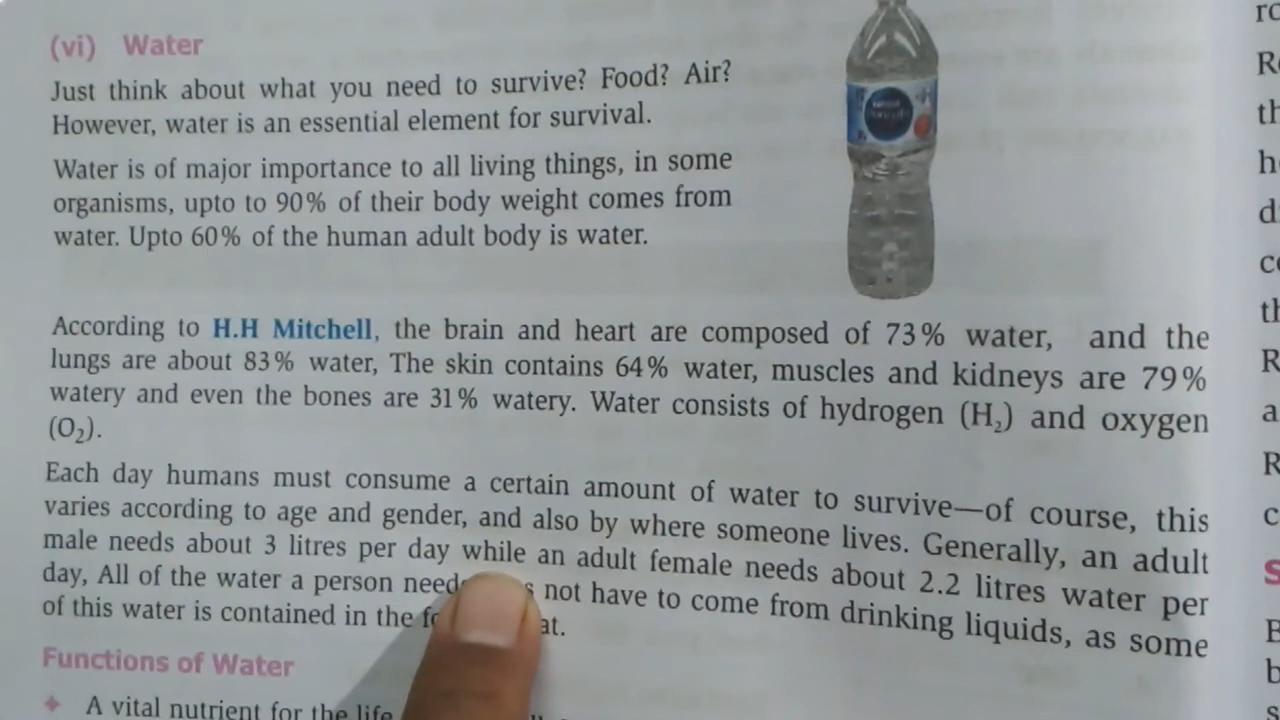 (vi) Water
Just think about what you need to survive? Food? Air?
However, water is an essential element for survival.
Water is of major importance to all living things, in some
organisms, upto to 90% of their body weight comes from
water. Upto 60% of the human adult body is water.
According to H.H Mitchell, the brain and heart are composed of 73% water, and the
lungs are about 83% water, The skin contains 64% water, muscles and kidneys are 79%
watery and even the bones are 31% watery. Water consists of hydrogen (H₂) and oxygen
(O₂).
Each day humans must consume a certain amount of water to survive—of course, this
varies according to age and gender, and also by where someone lives. Generally, an adult
male needs about 3 litres per day while an adult female needs about 2.2 litres water per
day, All of the water a person not have to come from drinking liquids, as some
of this water is contained in the
Functions of Water
A vital nutrient for the life